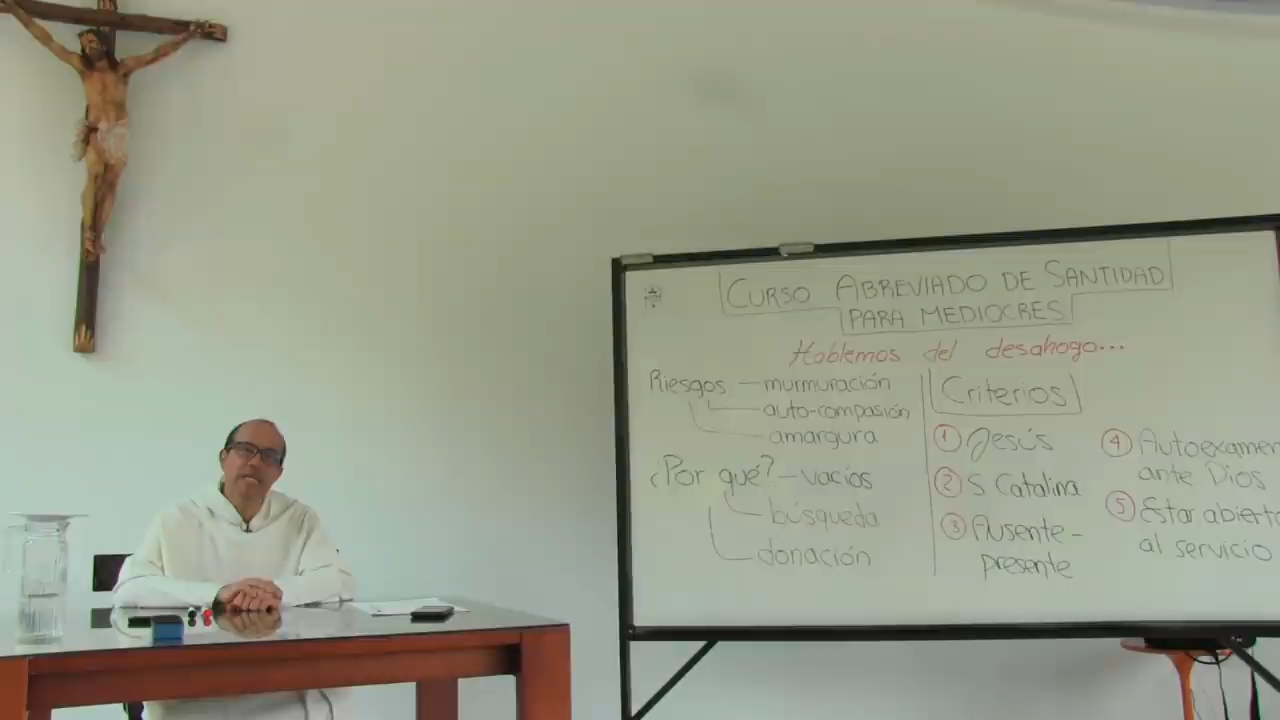 CURSO ABREVIADO DE SANTIDAD
PARA MEDIOCRES
Hablemos del desahogo...
Riesgos — murmuración
auto-compasión
amargura
¿Por qué? — vacíos
búsqueda
donación
Criterios
1 Jesús
2 S Catalina
3 Ausente-
presente
4 Autoexamen
ante Dios
5 Estar abierto
al servicio